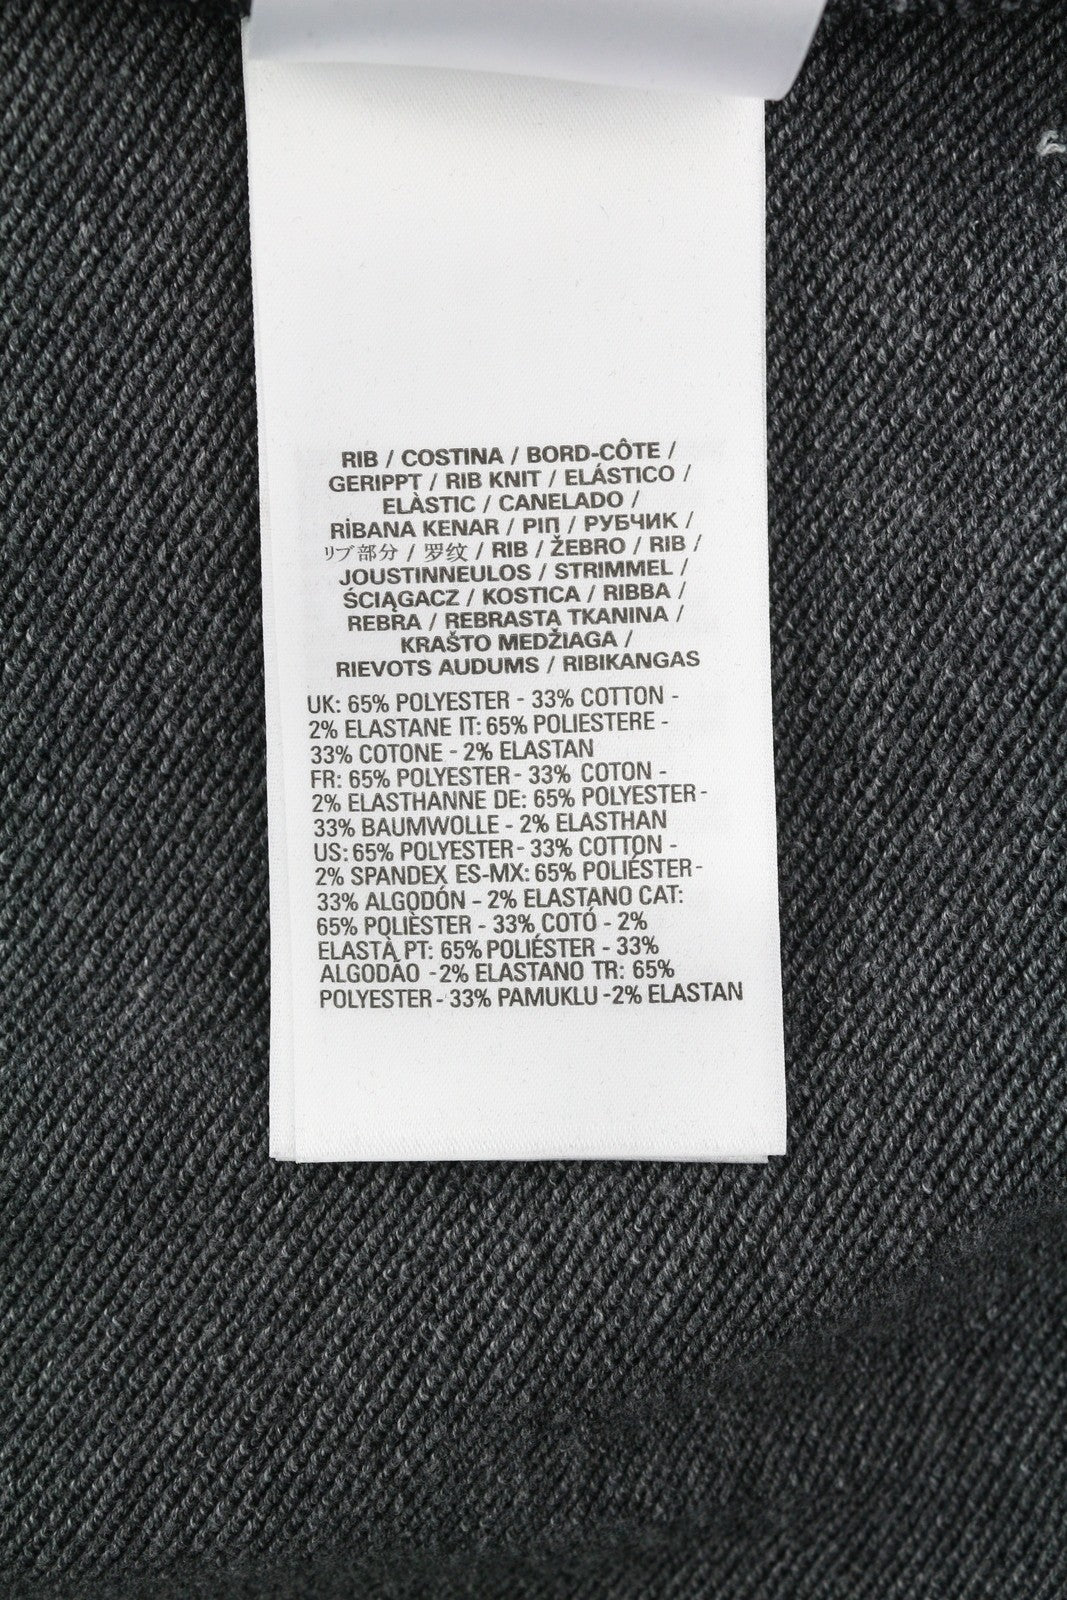 RIB / COSTINA / BORD-CÔTE /
GERIPPT / RIB KNIT / ELÁSTICO /
ELÀSTIC / CANELADO /
RİBANA KENAR / РІП / РУБЧИК /
リブ部分 / 罗纹 / RIB / ŽEBRO / RIB /
JOUSTINNEULOS / STRIMMEL /
ŚCIĄGACZ / KOSTICA / RIBBA /
REBRA / REBRASTA TKANINA /
KRAŠTO MEDŽIAGA /
RIEVOTS AUDUMS / RIBIKANGAS
UK: 65% POLYESTER - 33% COTTON -
2% ELASTANE IT: 65% POLIESTERE -
33% COTONE - 2% ELASTAN
FR: 65% POLYESTER - 33% COTON -
2% ELASTHANNE DE: 65% POLYESTER -
33% BAUMWOLLE - 2% ELASTHAN
US: 65% POLYESTER - 33% COTTON -
2% SPANDEX ES-MX: 65% POLIÉSTER -
33% ALGODÓN - 2% ELASTANO CAT:
65% POLIÈSTER - 33% COTÓ - 2%
ELASTÀ PT: 65% POLIÉSTER - 33%
ALGODÃO -2% ELASTANO TR: 65%
POLYESTER - 33% PAMUKLU -2% ELASTAN